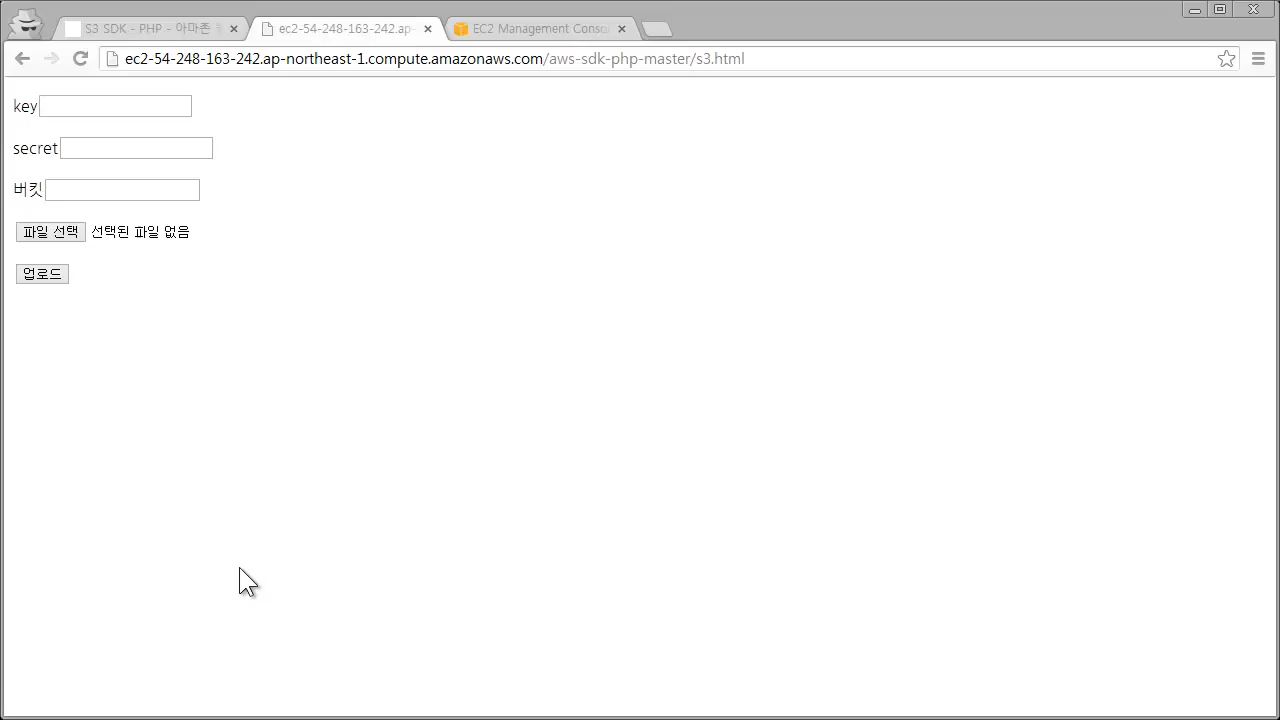 S3 SDK - PHP - 아마존
ec2-54-248-163-242.ap-
EC2 Management Conso
ec2-54-248-163-242.ap-northeast-1.compute.amazonaws.com/aws-sdk-php-master/s3.html
key
secret
버킷
파일 선택 선택된 파일 없음
업로드